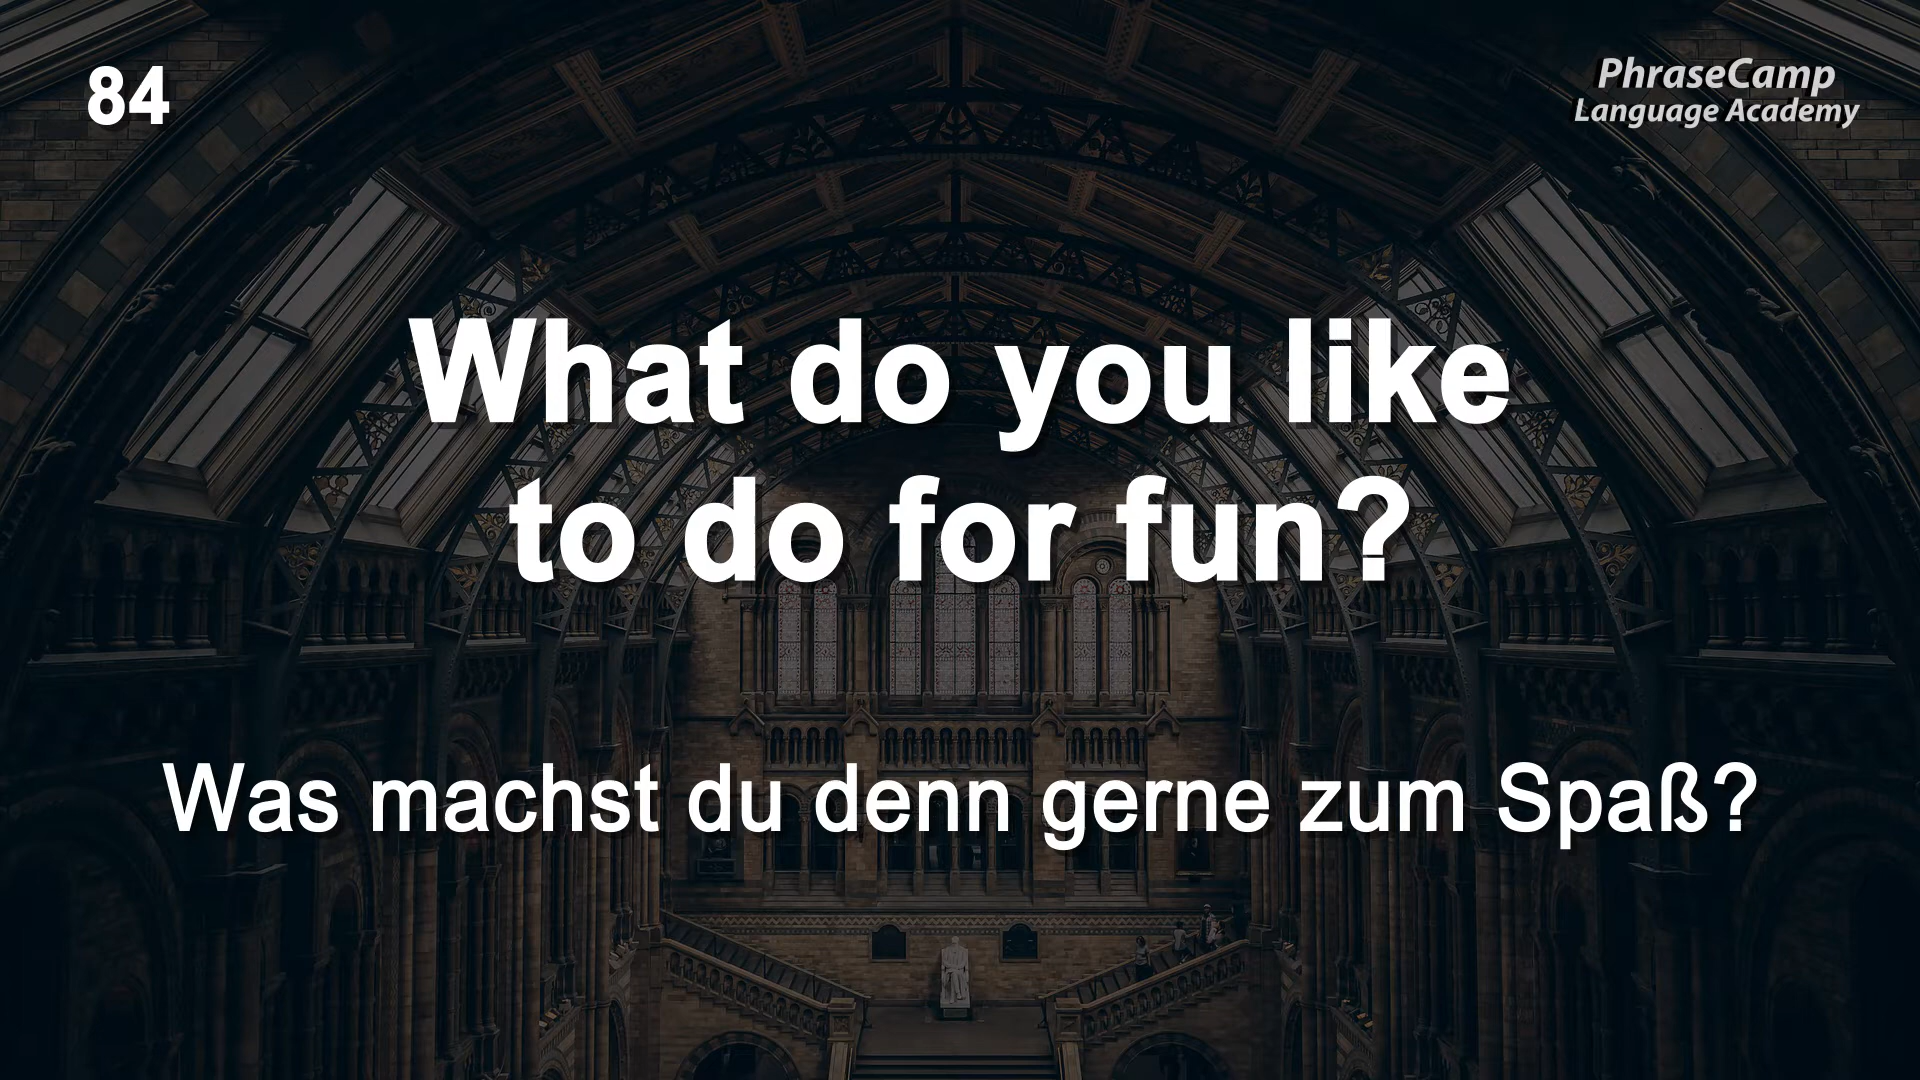 84
PhraseCamp
Language Academy
What do you like
to do for fun?
Was machst du denn gerne zum Spaß?